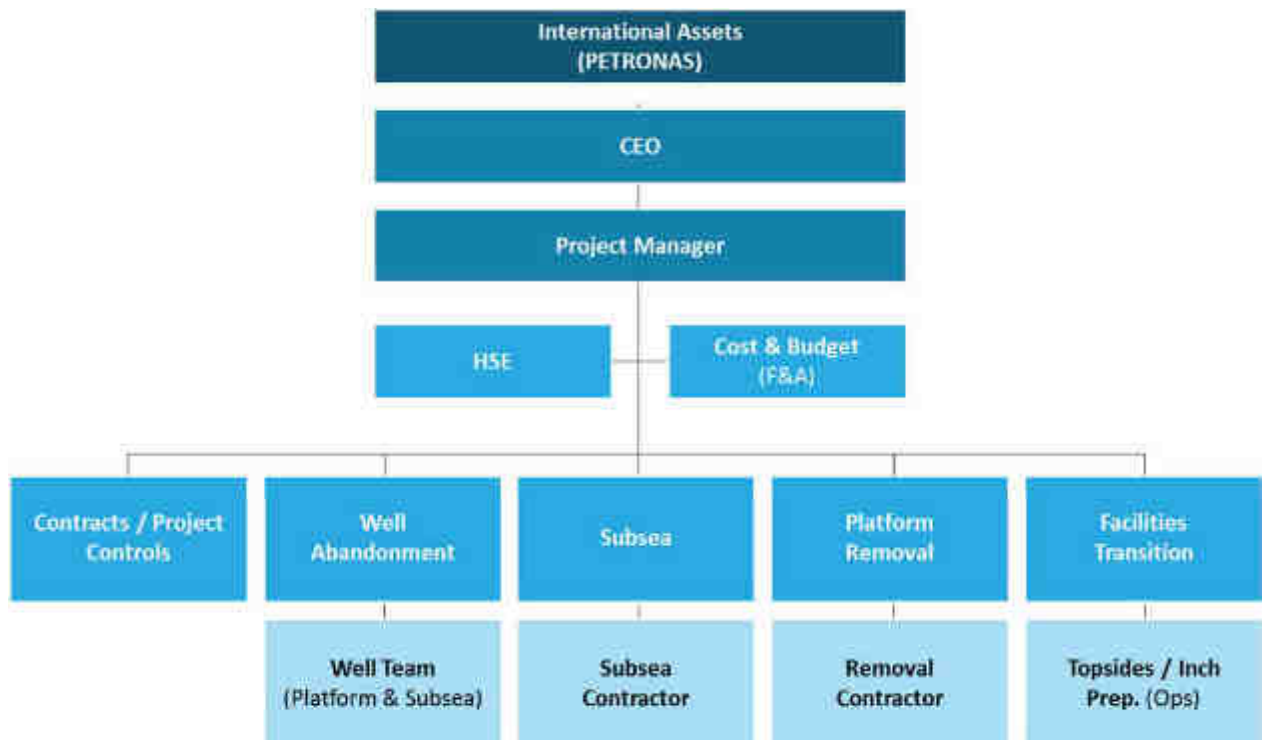 International Assets
(PETRONAS)
CEO
Project Manager
HSE
Cost & Budget
(F&A)
Contracts / Project
Controls
Well
Abandonment
Subsea
Platform
Removal
Facilities
Transition
Well Team
(Platform & Subsea)
Subsea
Contractor
Removal
Contractor
Topsides / Inch
Prep. (Ops)